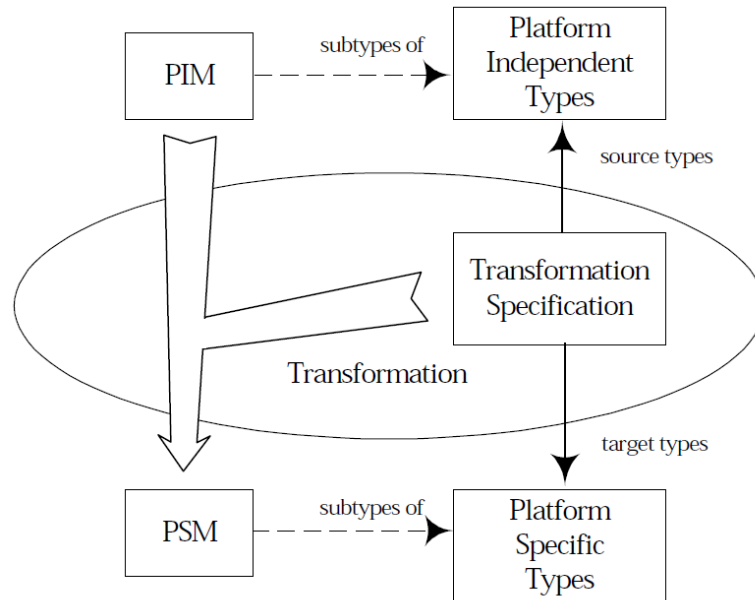 PIM
subtypes of
Platform
Independent
Types
source types
Transformation
Specification
Transformation
target types
PSM
subtypes of
Platform
Specific
Types